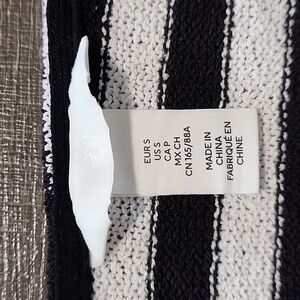 EUR S
US S
CA P
MX CH
CN 165/88A
MADE IN
CHINA
FABRIQUÉ EN
CHINE